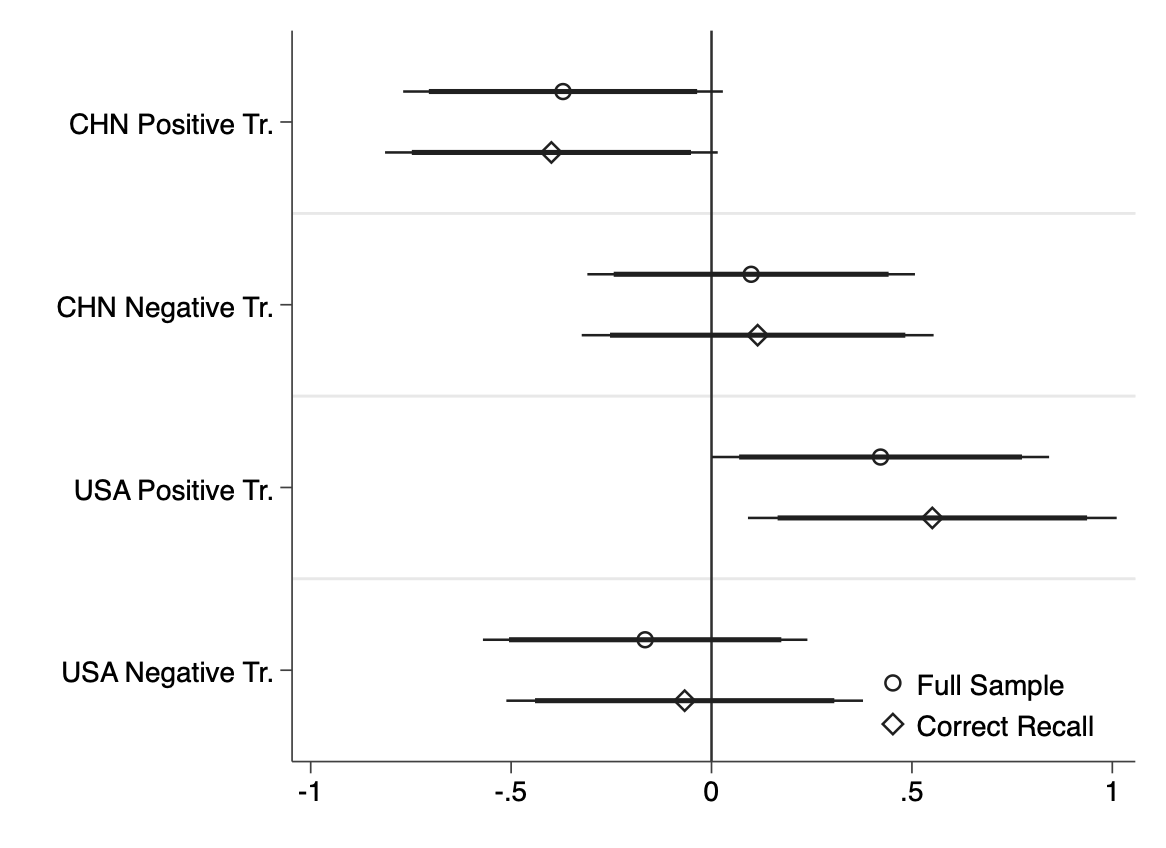 CHN Positive Tr.
CHN Negative Tr.
USA Positive Tr.
USA Negative Tr.
Full Sample
Correct Recall
-1 -.5 0 .5 1